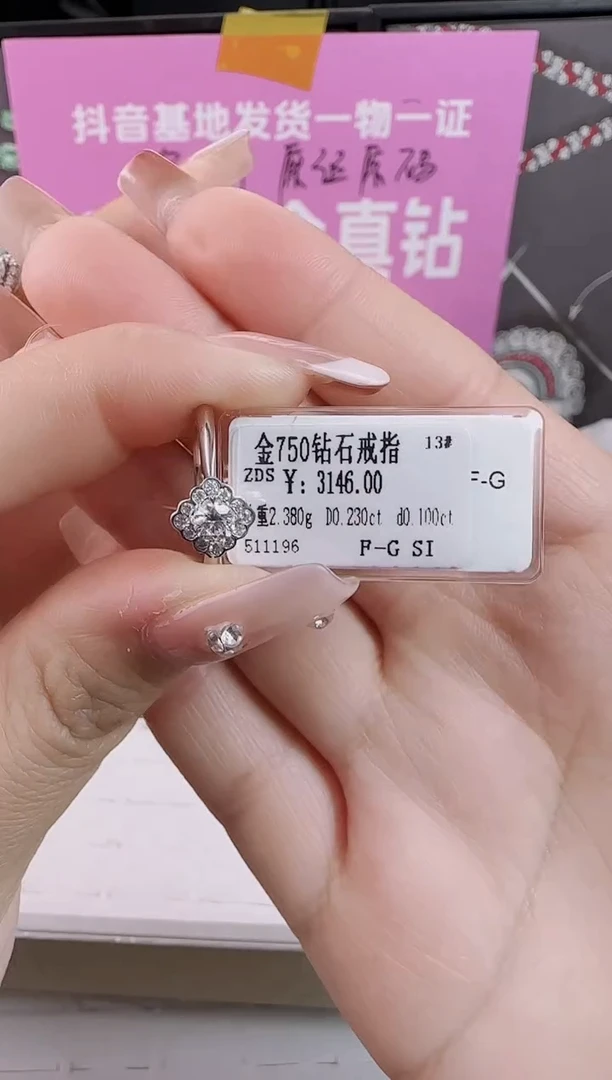 抖音基地发货一物一证
原证原码
真钻
金750钻石戒指 13#
ZDS ¥: 3146.00
F-G
重2.380g D0.230ct d0.100ct
511196 F-G SI